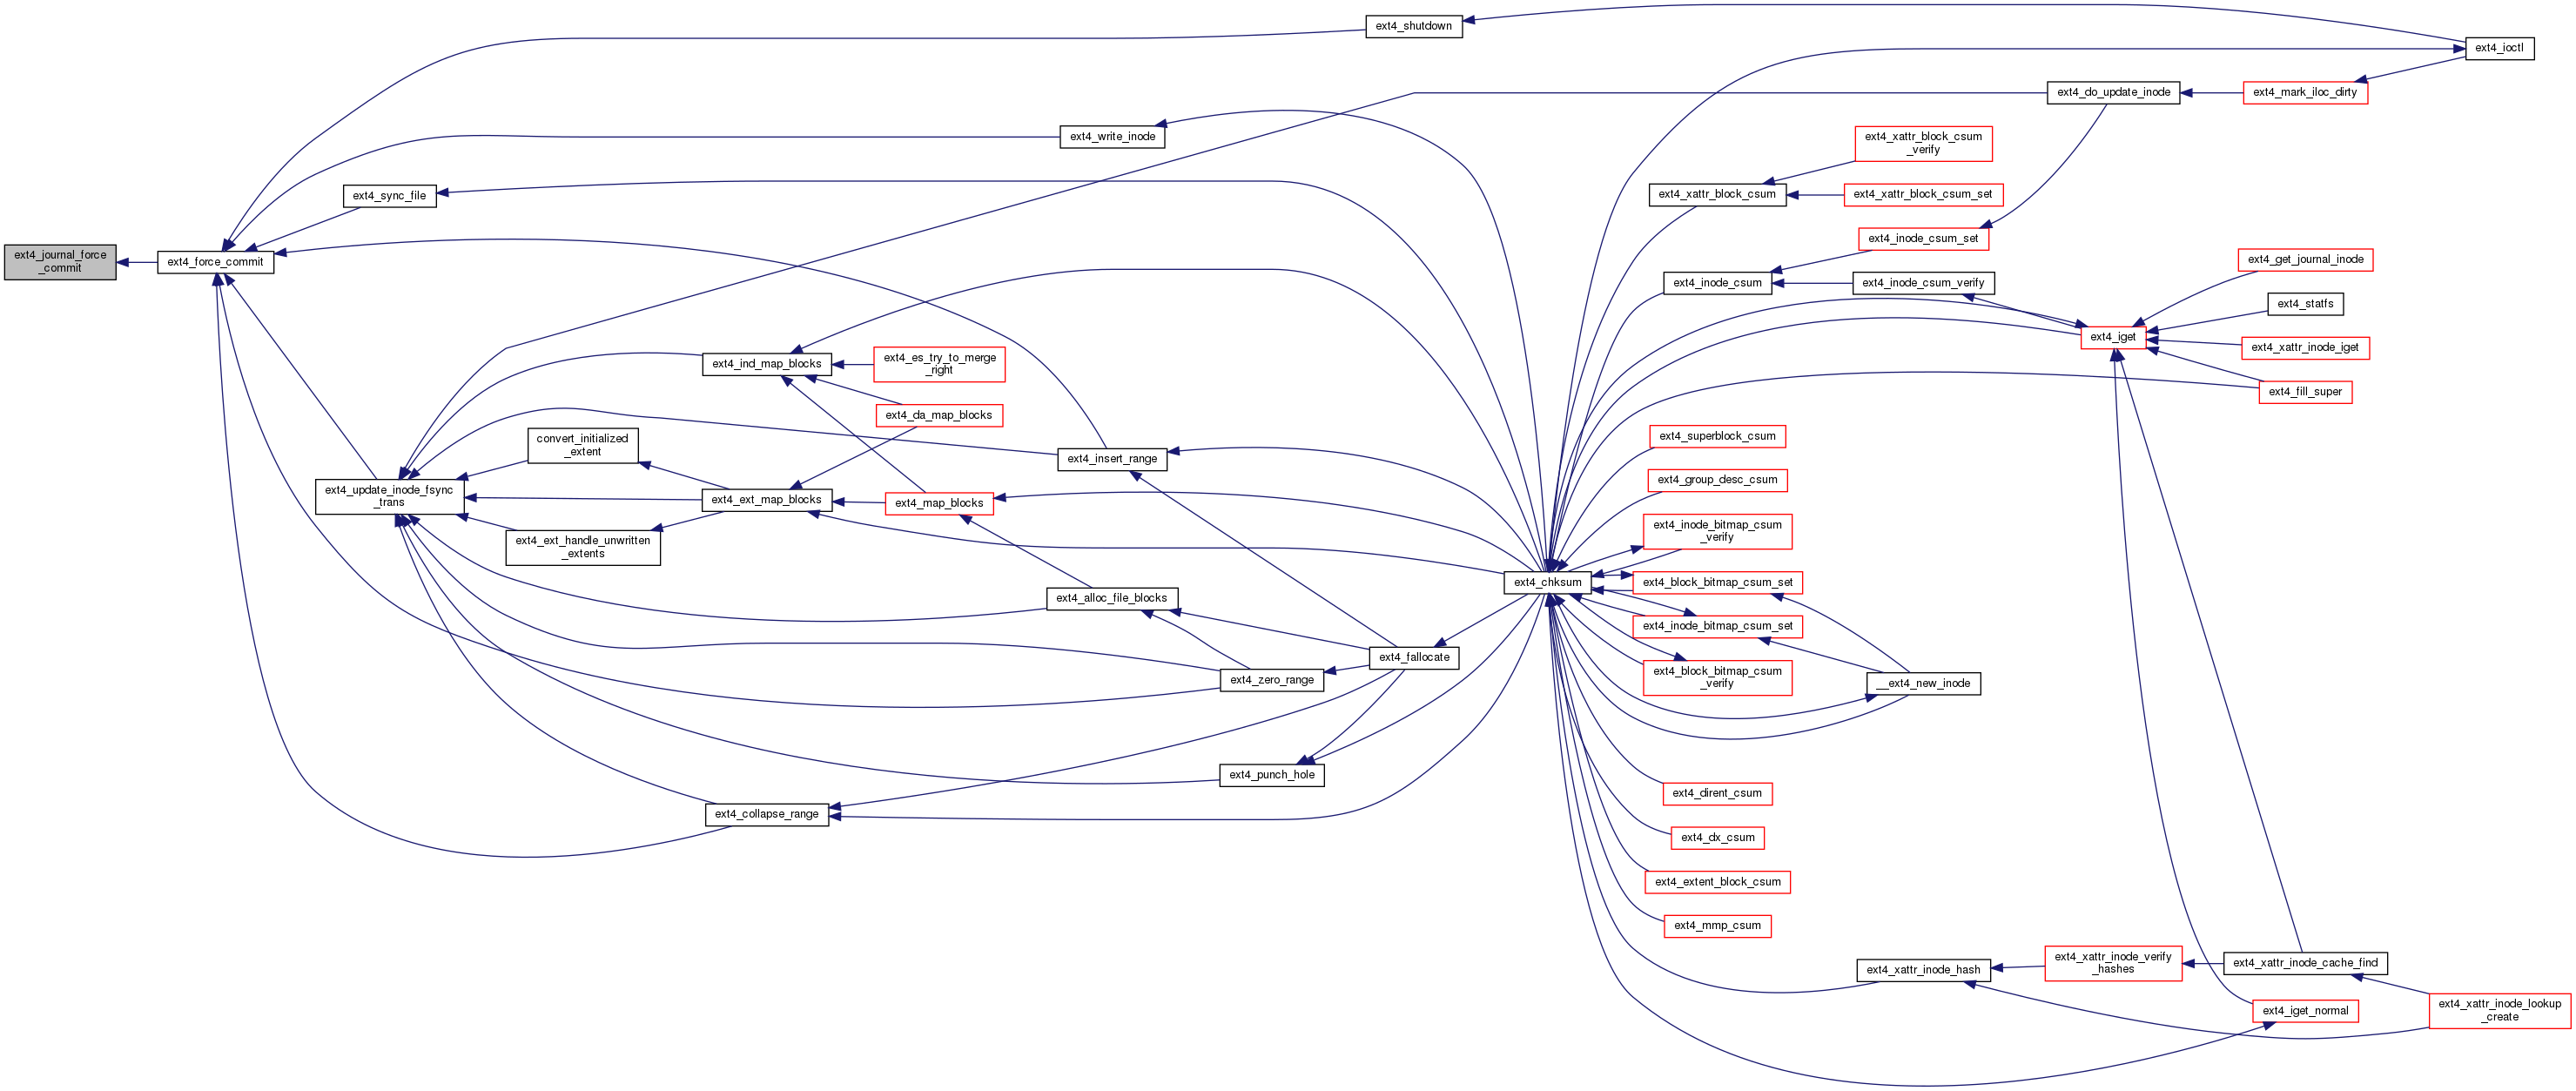 ext4_journal_force
_commit
ext4_force_commit
ext4_shutdown
ext4_write_inode
ext4_sync_file
ext4_update_inode_fsync
_trans
ext4_ind_map_blocks
convert_initialized
_extent
ext4_ext_map_blocks
ext4_ext_handle_unwritten
_extents
ext4_collapse_range
ext4_es_try_to_merge
_right
ext4_da_map_blocks
ext4_map_blocks
ext4_insert_range
ext4_alloc_file_blocks
ext4_zero_range
ext4_punch_hole
ext4_fallocate
ext4_chksum
ext4_ioctl
ext4_do_update_inode
ext4_mark_iloc_dirty
ext4_xattr_block_csum
_verify
ext4_xattr_block_csum
ext4_xattr_block_csum_set
ext4_inode_csum_set
ext4_inode_csum
ext4_inode_csum_verify
ext4_get_journal_inode
ext4_statfs
ext4_iget
ext4_xattr_inode_iget
ext4_fill_super
ext4_superblock_csum
ext4_group_desc_csum
ext4_inode_bitmap_csum
_verify
ext4_block_bitmap_csum_set
ext4_inode_bitmap_csum_set
ext4_block_bitmap_csum
_verify
__ext4_new_inode
ext4_dirent_csum
ext4_dx_csum
ext4_extent_block_csum
ext4_mmp_csum
ext4_xattr_inode_hash
ext4_xattr_inode_verify
_hashes
ext4_xattr_inode_cache_find
ext4_iget_normal
ext4_xattr_inode_lookup
_create